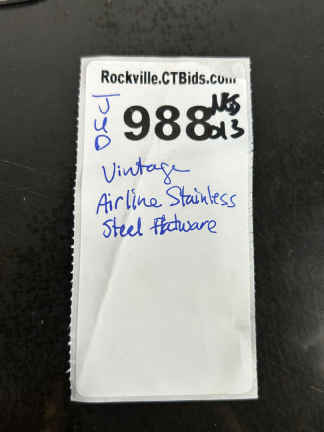 Rockville.CTBids.com
JUD
988
Vintage
Airline Stainless
Steel Flatware